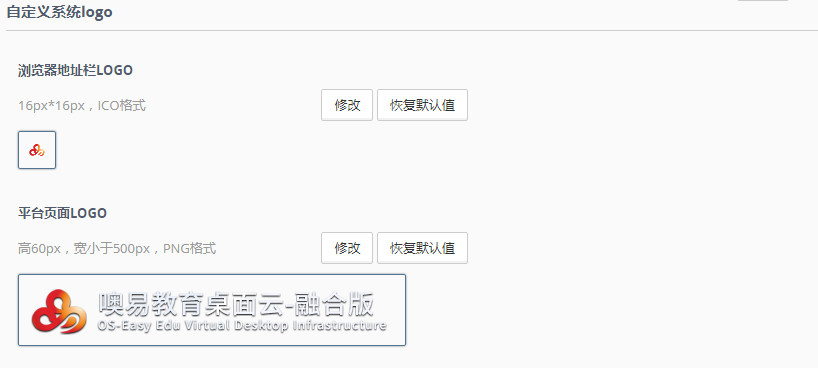 自定义系统logo
浏览器地址栏LOGO
16px*16px，ICO格式
修改
恢复默认值
平台页面LOGO
高60px，宽小于500px，PNG格式
修改
恢复默认值
噢易教育桌面云-融合版
OS-Easy Edu Virtual Desktop Infrastructure